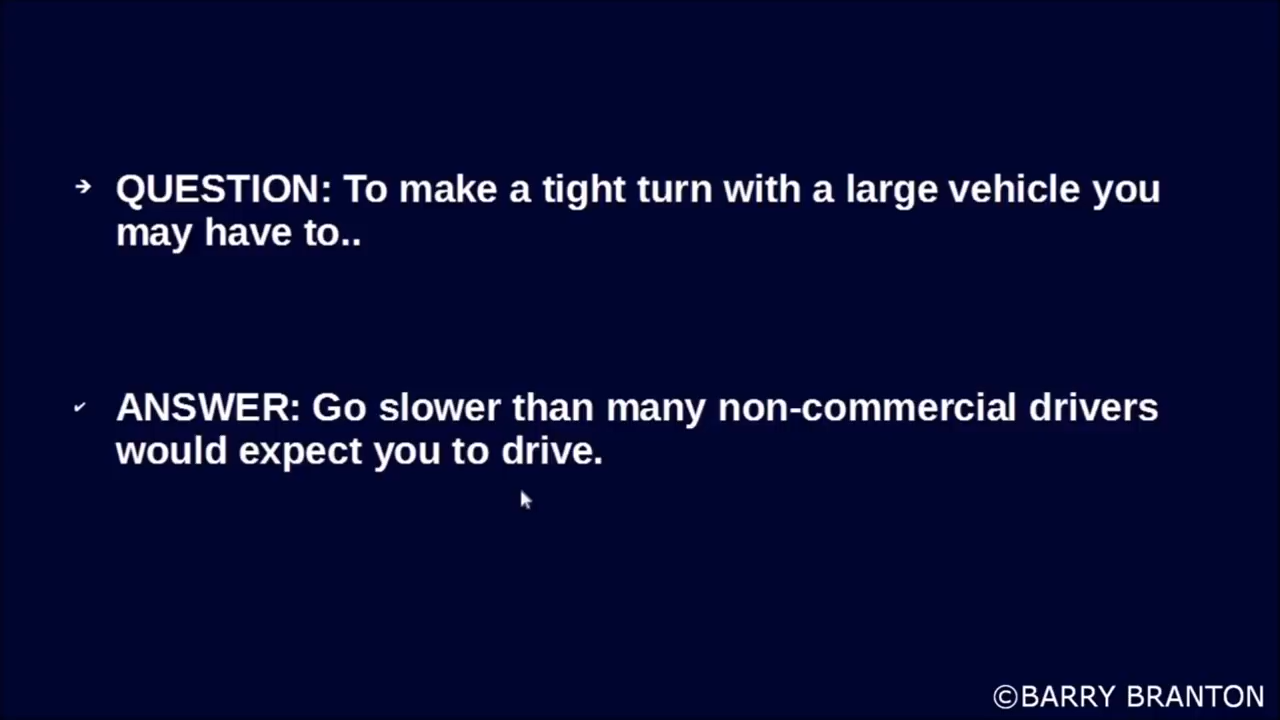 QUESTION: To make a tight turn with a large vehicle you
may have to..
ANSWER: Go slower than many non-commercial drivers
would expect you to drive.
©BARRY BRANTON